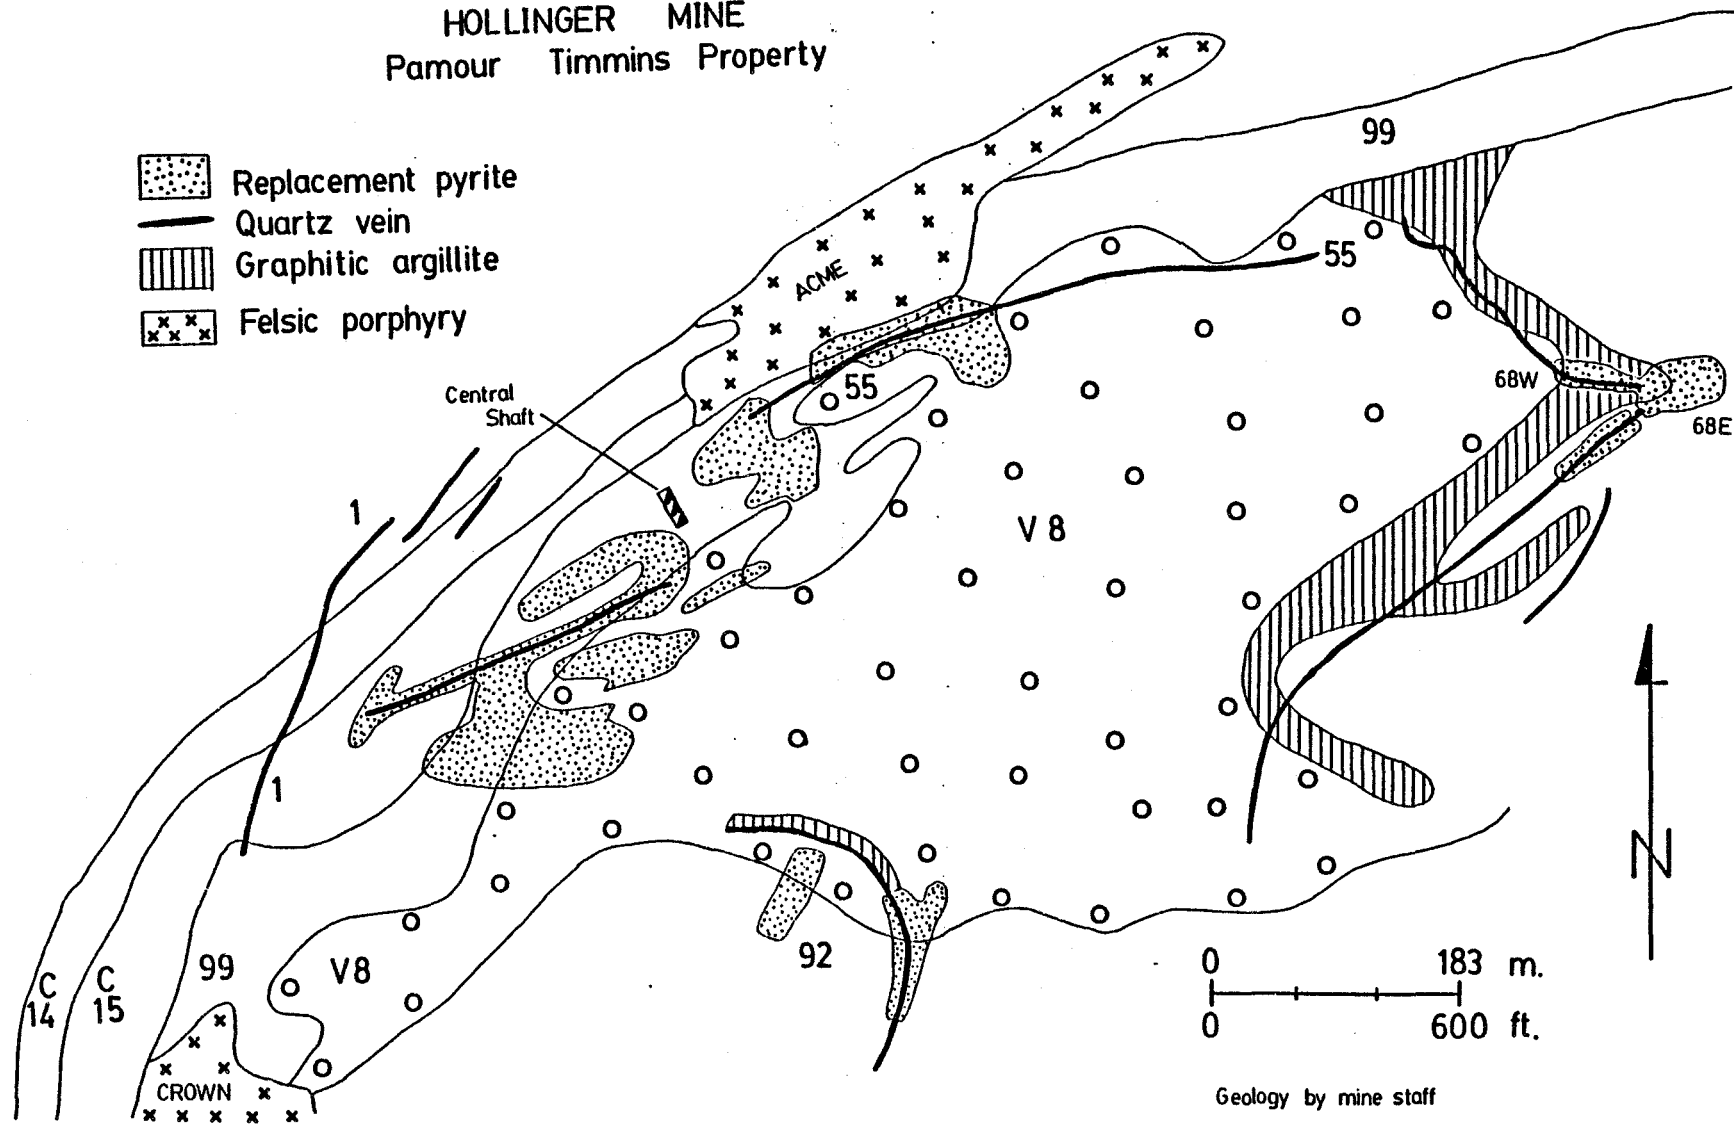 HOLLINGER MINE
Pamour Timmins Property
Replacement pyrite
Quartz vein
Graphitic argillite
Felsic porphyry
ACME
99
55
55
Central
Shaft
68W
68E
1
V 8
1
92
99
V8
C
14
C
15
CROWN
N
0 183 m.
0 600 ft.
Geology by mine staff